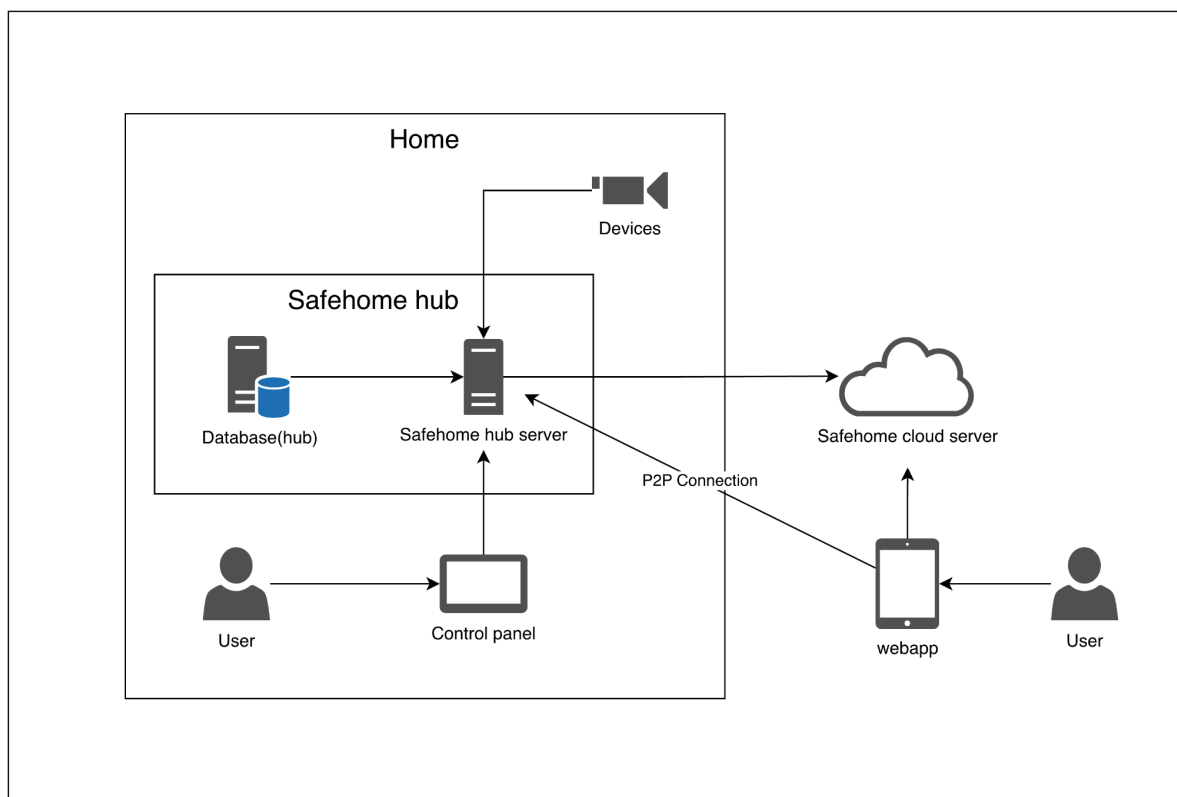 Home
Devices
Safehome hub
Database(hub)
Safehome hub server
Safehome cloud server
P2P Connection
User
Control panel
webapp
User